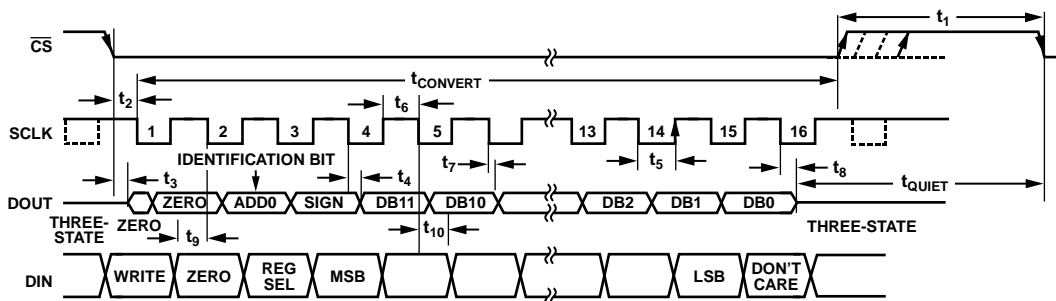 t1
CS
tCONVERT
t2
t6
SCLK
1 2 3 4 5 13 14 15 16
IDENTIFICATION BIT
t7
t5
t8
t3
t4
tQUIET
DOUT
ZERO ADD0 SIGN DB11 DB10 DB2 DB1 DB0
THREE-STATE
ZERO
THREE-STATE
t9
t10
DIN
WRITE ZERO REG SEL MSB LSB DON'T CARE